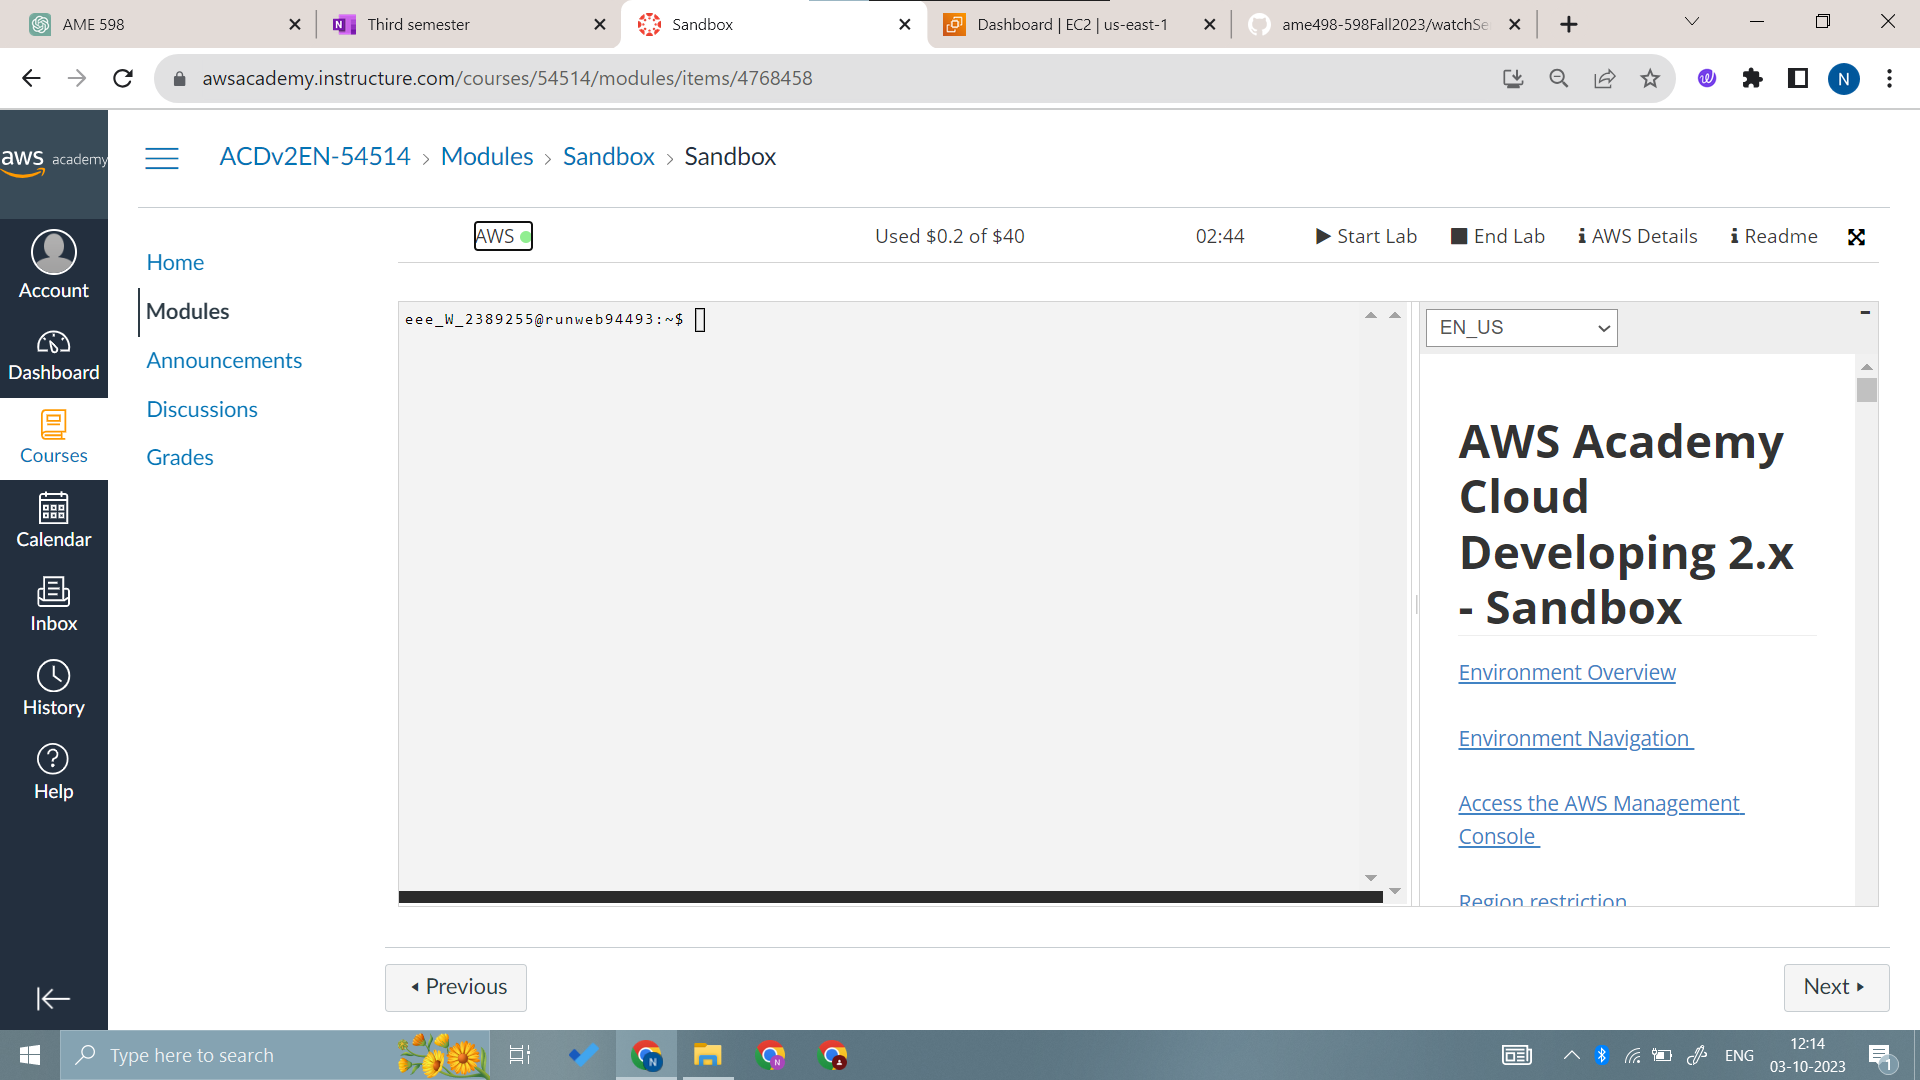 AME 598
Third semester
Sandbox
Dashboard | EC2 | us-east-1
ame498-598Fall2023/watchSe
awsacademy.instructure.com/courses/54514/modules/items/4768458
N
aws academy
ACDv2EN-54514 › Modules › Sandbox › Sandbox
AWS
Used $0.2 of $40
02:44
Start Lab
End Lab
AWS Details
Readme
Account
Dashboard
Courses
Calendar
Inbox
History
Help
Home
Modules
Announcements
Discussions
Grades
eee_W_2389255@runweb94493:~$
EN_US
AWS Academy
Cloud
Developing 2.x
- Sandbox
Environment Overview
Environment Navigation
Access the AWS Management
Console
Region restriction
Previous
Next
Type here to search
ENG
12:14
03-10-2023
1